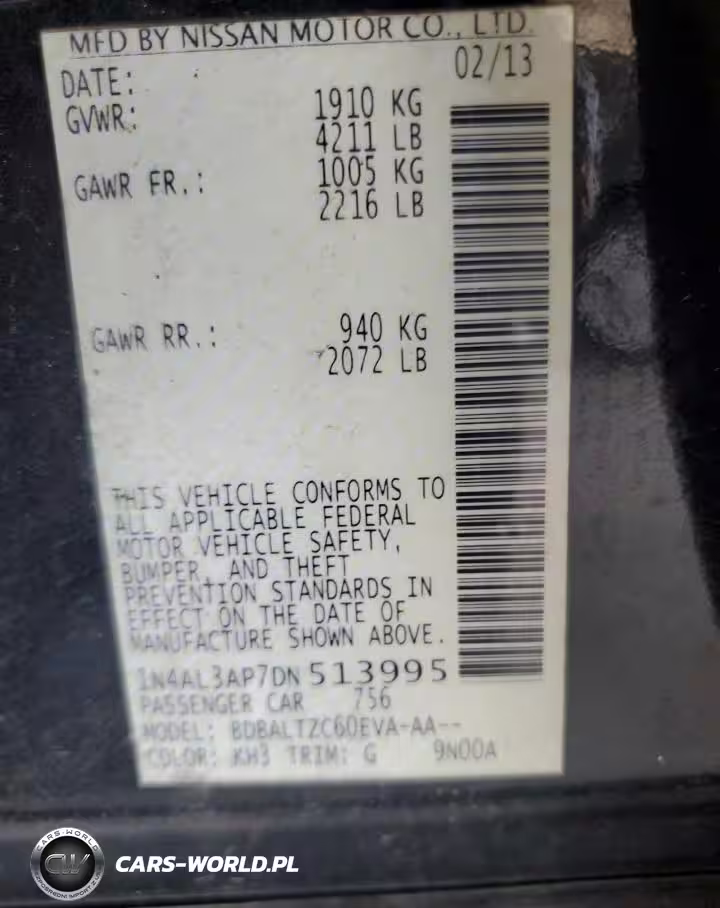 MFD BY NISSAN MOTOR CO., LTD.
DATE: 02/13
GVWR: 1910 KG
4211 LB
GAWR FR.: 1005 KG
2216 LB
GAWR RR.: 940 KG
2072 LB
THIS VEHICLE CONFORMS TO
ALL APPLICABLE FEDERAL
MOTOR VEHICLE SAFETY,
BUMPER, AND THEFT
PREVENTION STANDARDS IN
EFFECT ON THE DATE OF
MANUFACTURE SHOWN ABOVE.
1N4AL3AP7DN513995
PASSENGER CAR 756
MODEL: BDBALTZC60EVA-AA--
COLOR: KH3 TRIM: G 9N00A
CARS-WORLD
CW
CARS-WORLD.PL